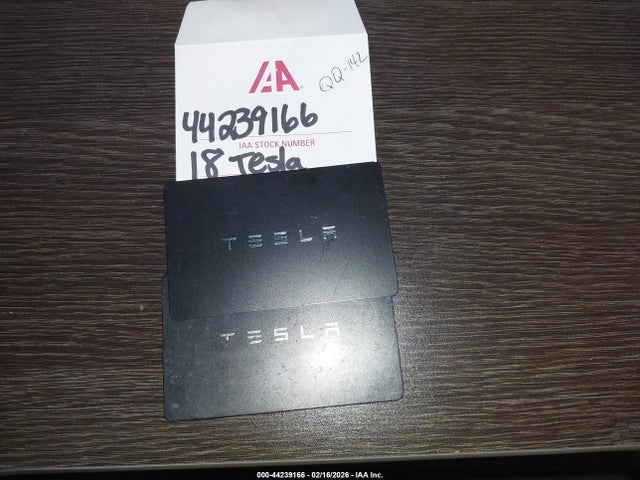 IAA
QQ-142
44239166
IAA STOCK NUMBER
18 Tesla
TESLA
TESLA
000-44239166 - 02/16/2026 - IAA Inc.